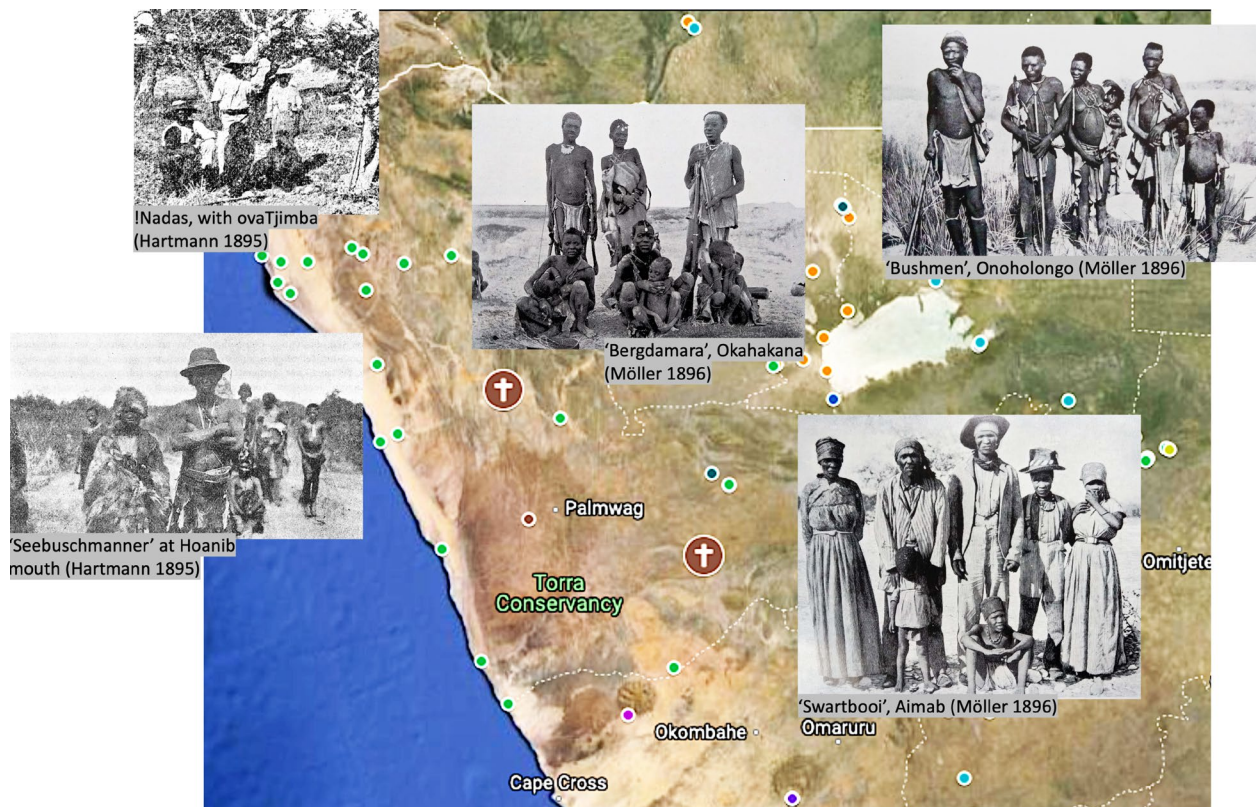 !Nadas, with ovaTjimba
(Hartmann 1895)
'Bushmen', Onoholongo (Möller 1896)
'Bergdamara', Okahakana
(Möller 1896)
'Seebuschmanner' at Hoanib
mouth (Hartmann 1895)
Palmwag
Torra
Conservancy
Omitjete
'Swartbooi', Aimab (Möller 1896)
Okombahe
Omaruru
Cape Cross